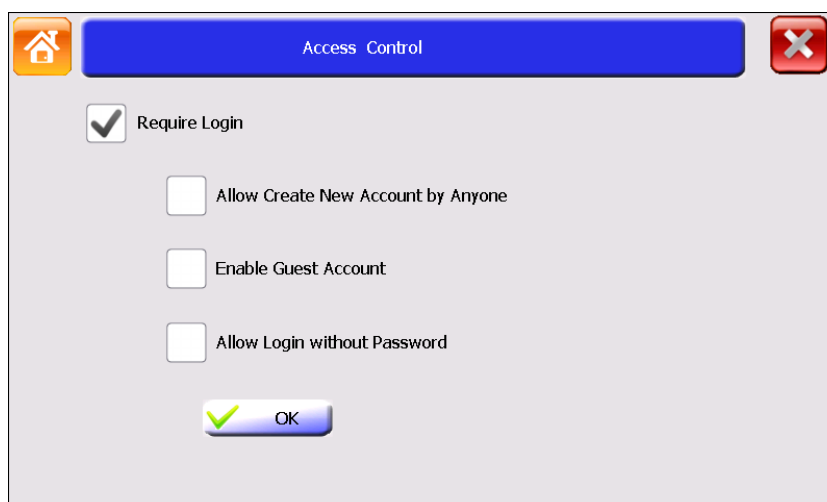 Access Control
Require Login
Allow Create New Account by Anyone
Enable Guest Account
Allow Login without Password
OK